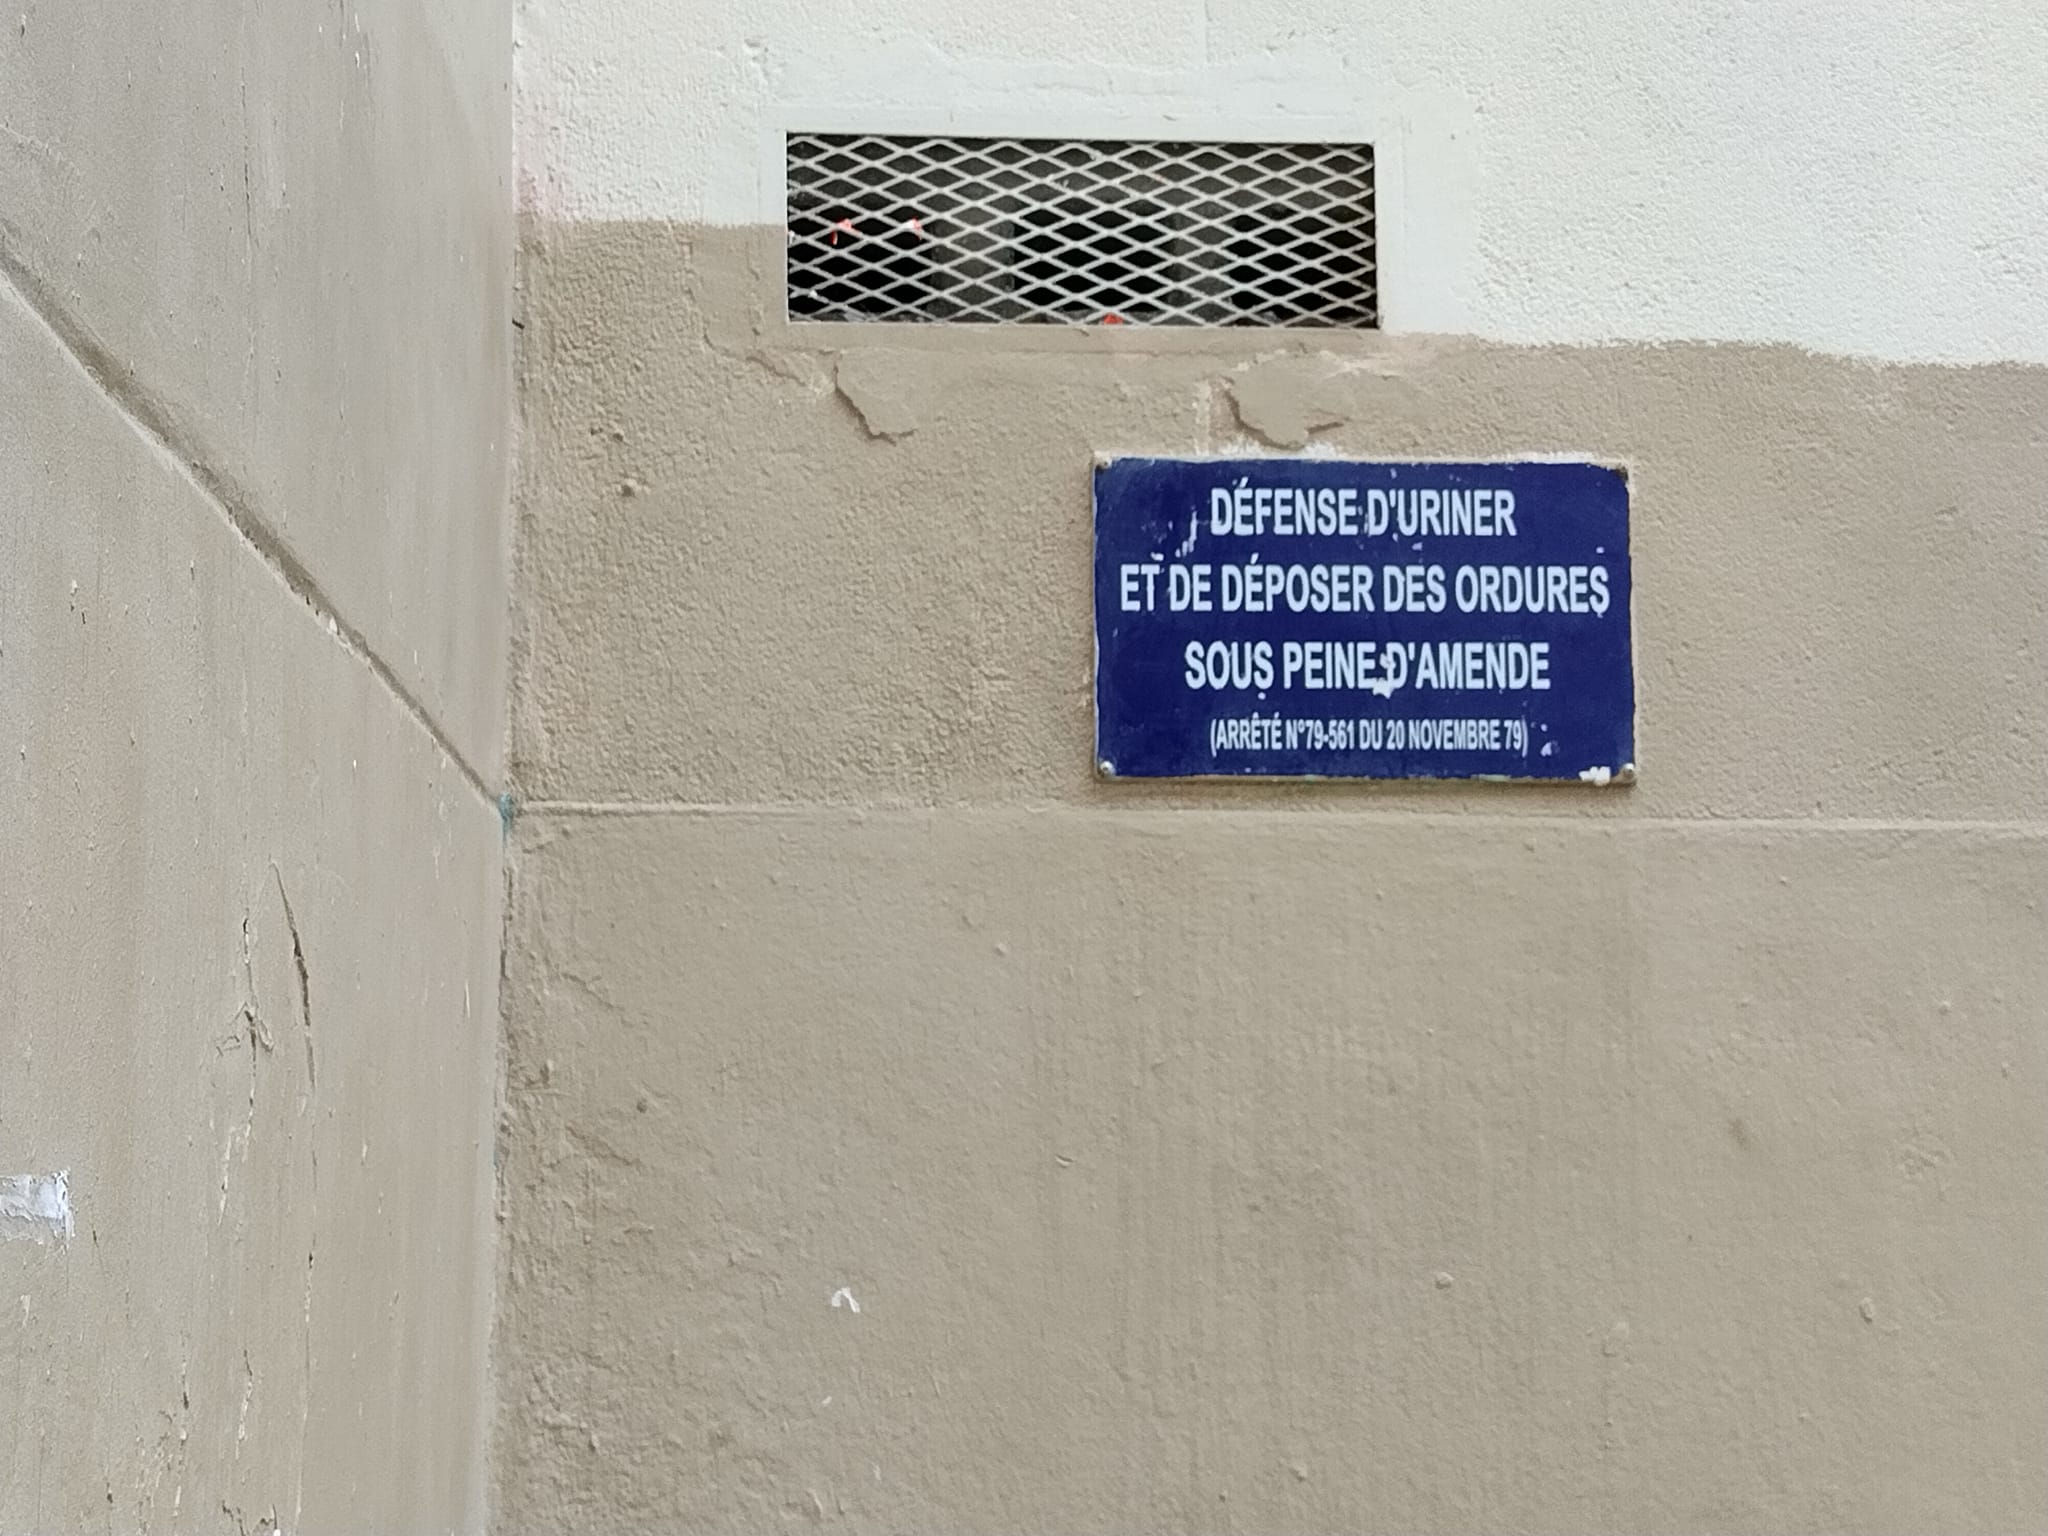 DÉFENSE D'URINER
ET DE DÉPOSER DES ORDURES
SOUS PEINE D'AMENDE
(ARRÊTÉ N°79-561 DU 20 NOVEMBRE 79)